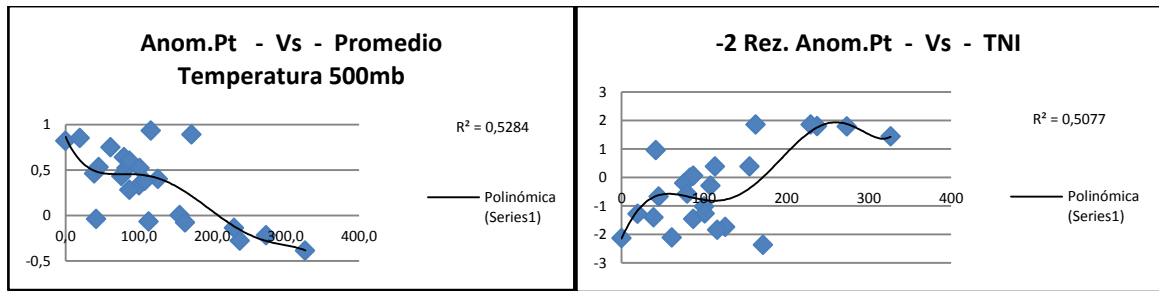 Anom.Pt - Vs - Promedio
Temperatura 500mb
1
0,5
0
-0,5
0,0
100,0
200,0
300,0
400,0
R² = 0,5284
Polinómica
(Series1)
-2 Rez. Anom.Pt - Vs - TNI
3
2
1
0
-1
-2
-3
0
100
200
300
400
R² = 0,5077
Polinómica
(Series1)